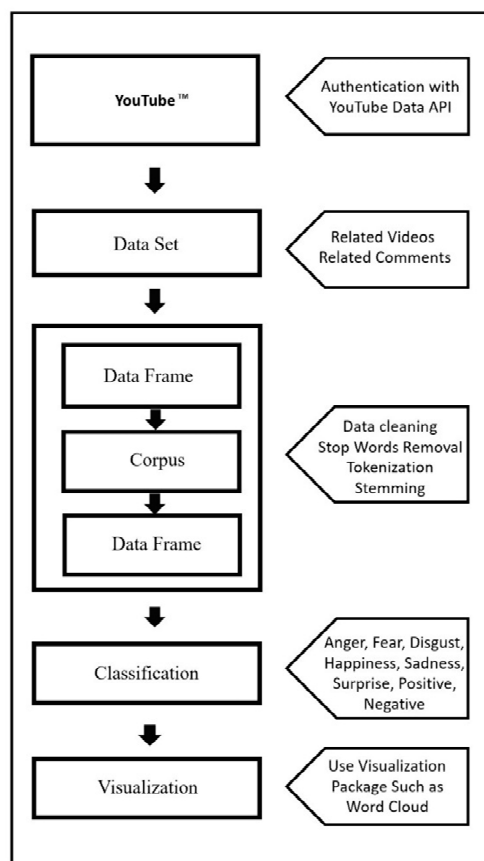 YouTube™
Authentication with
YouTube Data API
Data Set
Related Videos
Related Comments
Data Frame
Corpus
Data Frame
Data cleaning
Stop Words Removal
Tokenization
Stemming
Classification
Anger, Fear, Disgust,
Happiness, Sadness,
Surprise, Positive,
Negative
Visualization
Use Visualization
Package Such as
Word Cloud